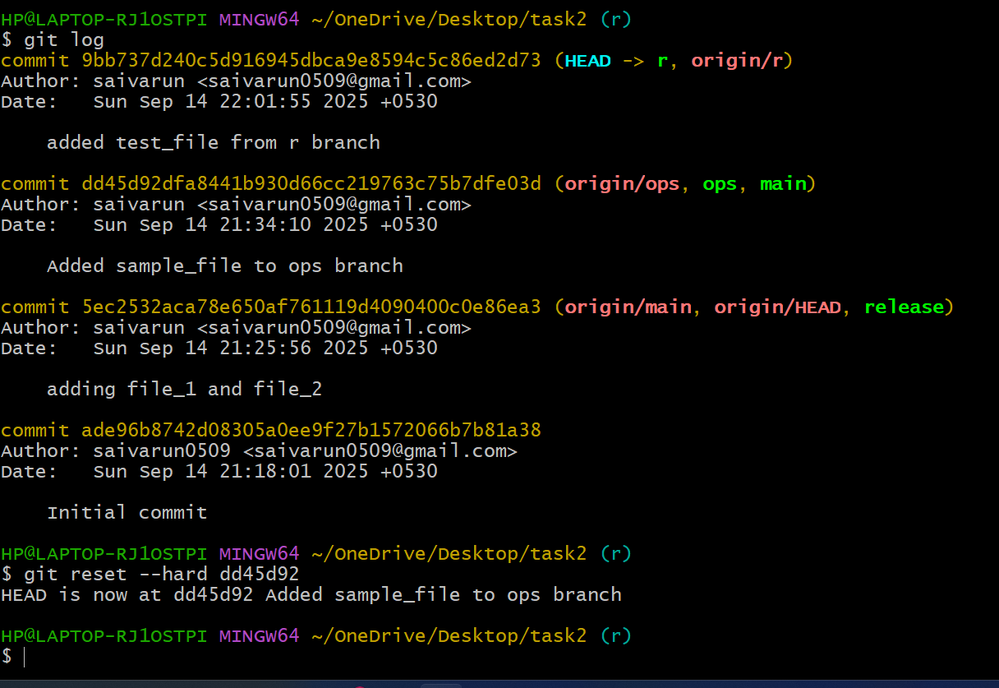 HP@LAPTOP-RJ1OSTPI MINGW64 ~/OneDrive/Desktop/task2 (r)
$ git log
commit 9bb737d240c5d916945dbca9e8594c5c86ed2d73 (HEAD -> r, origin/r)
Author: saivarun <saivarun0509@gmail.com>
Date:   Sun Sep 14 22:01:55 2025 +0530
    added test_file from r branch
commit dd45d92dfa8441b930d66cc219763c75b7dfe03d (origin/ops, ops, main)
Author: saivarun <saivarun0509@gmail.com>
Date:   Sun Sep 14 21:34:10 2025 +0530
    Added sample_file to ops branch
commit 5ec2532aca78e650af761119d4090400c0e86ea3 (origin/main, origin/HEAD, release)
Author: saivarun <saivarun0509@gmail.com>
Date:   Sun Sep 14 21:25:56 2025 +0530
    adding file_1 and file_2
commit ade96b8742d08305a0ee9f27b1572066b7b81a38
Author: saivarun0509 <saivarun0509@gmail.com>
Date:   Sun Sep 14 21:18:01 2025 +0530
    Initial commit
HP@LAPTOP-RJ1OSTPI MINGW64 ~/OneDrive/Desktop/task2 (r)
$ git reset --hard dd45d92
HEAD is now at dd45d92 Added sample_file to ops branch
HP@LAPTOP-RJ1OSTPI MINGW64 ~/OneDrive/Desktop/task2 (r)
$